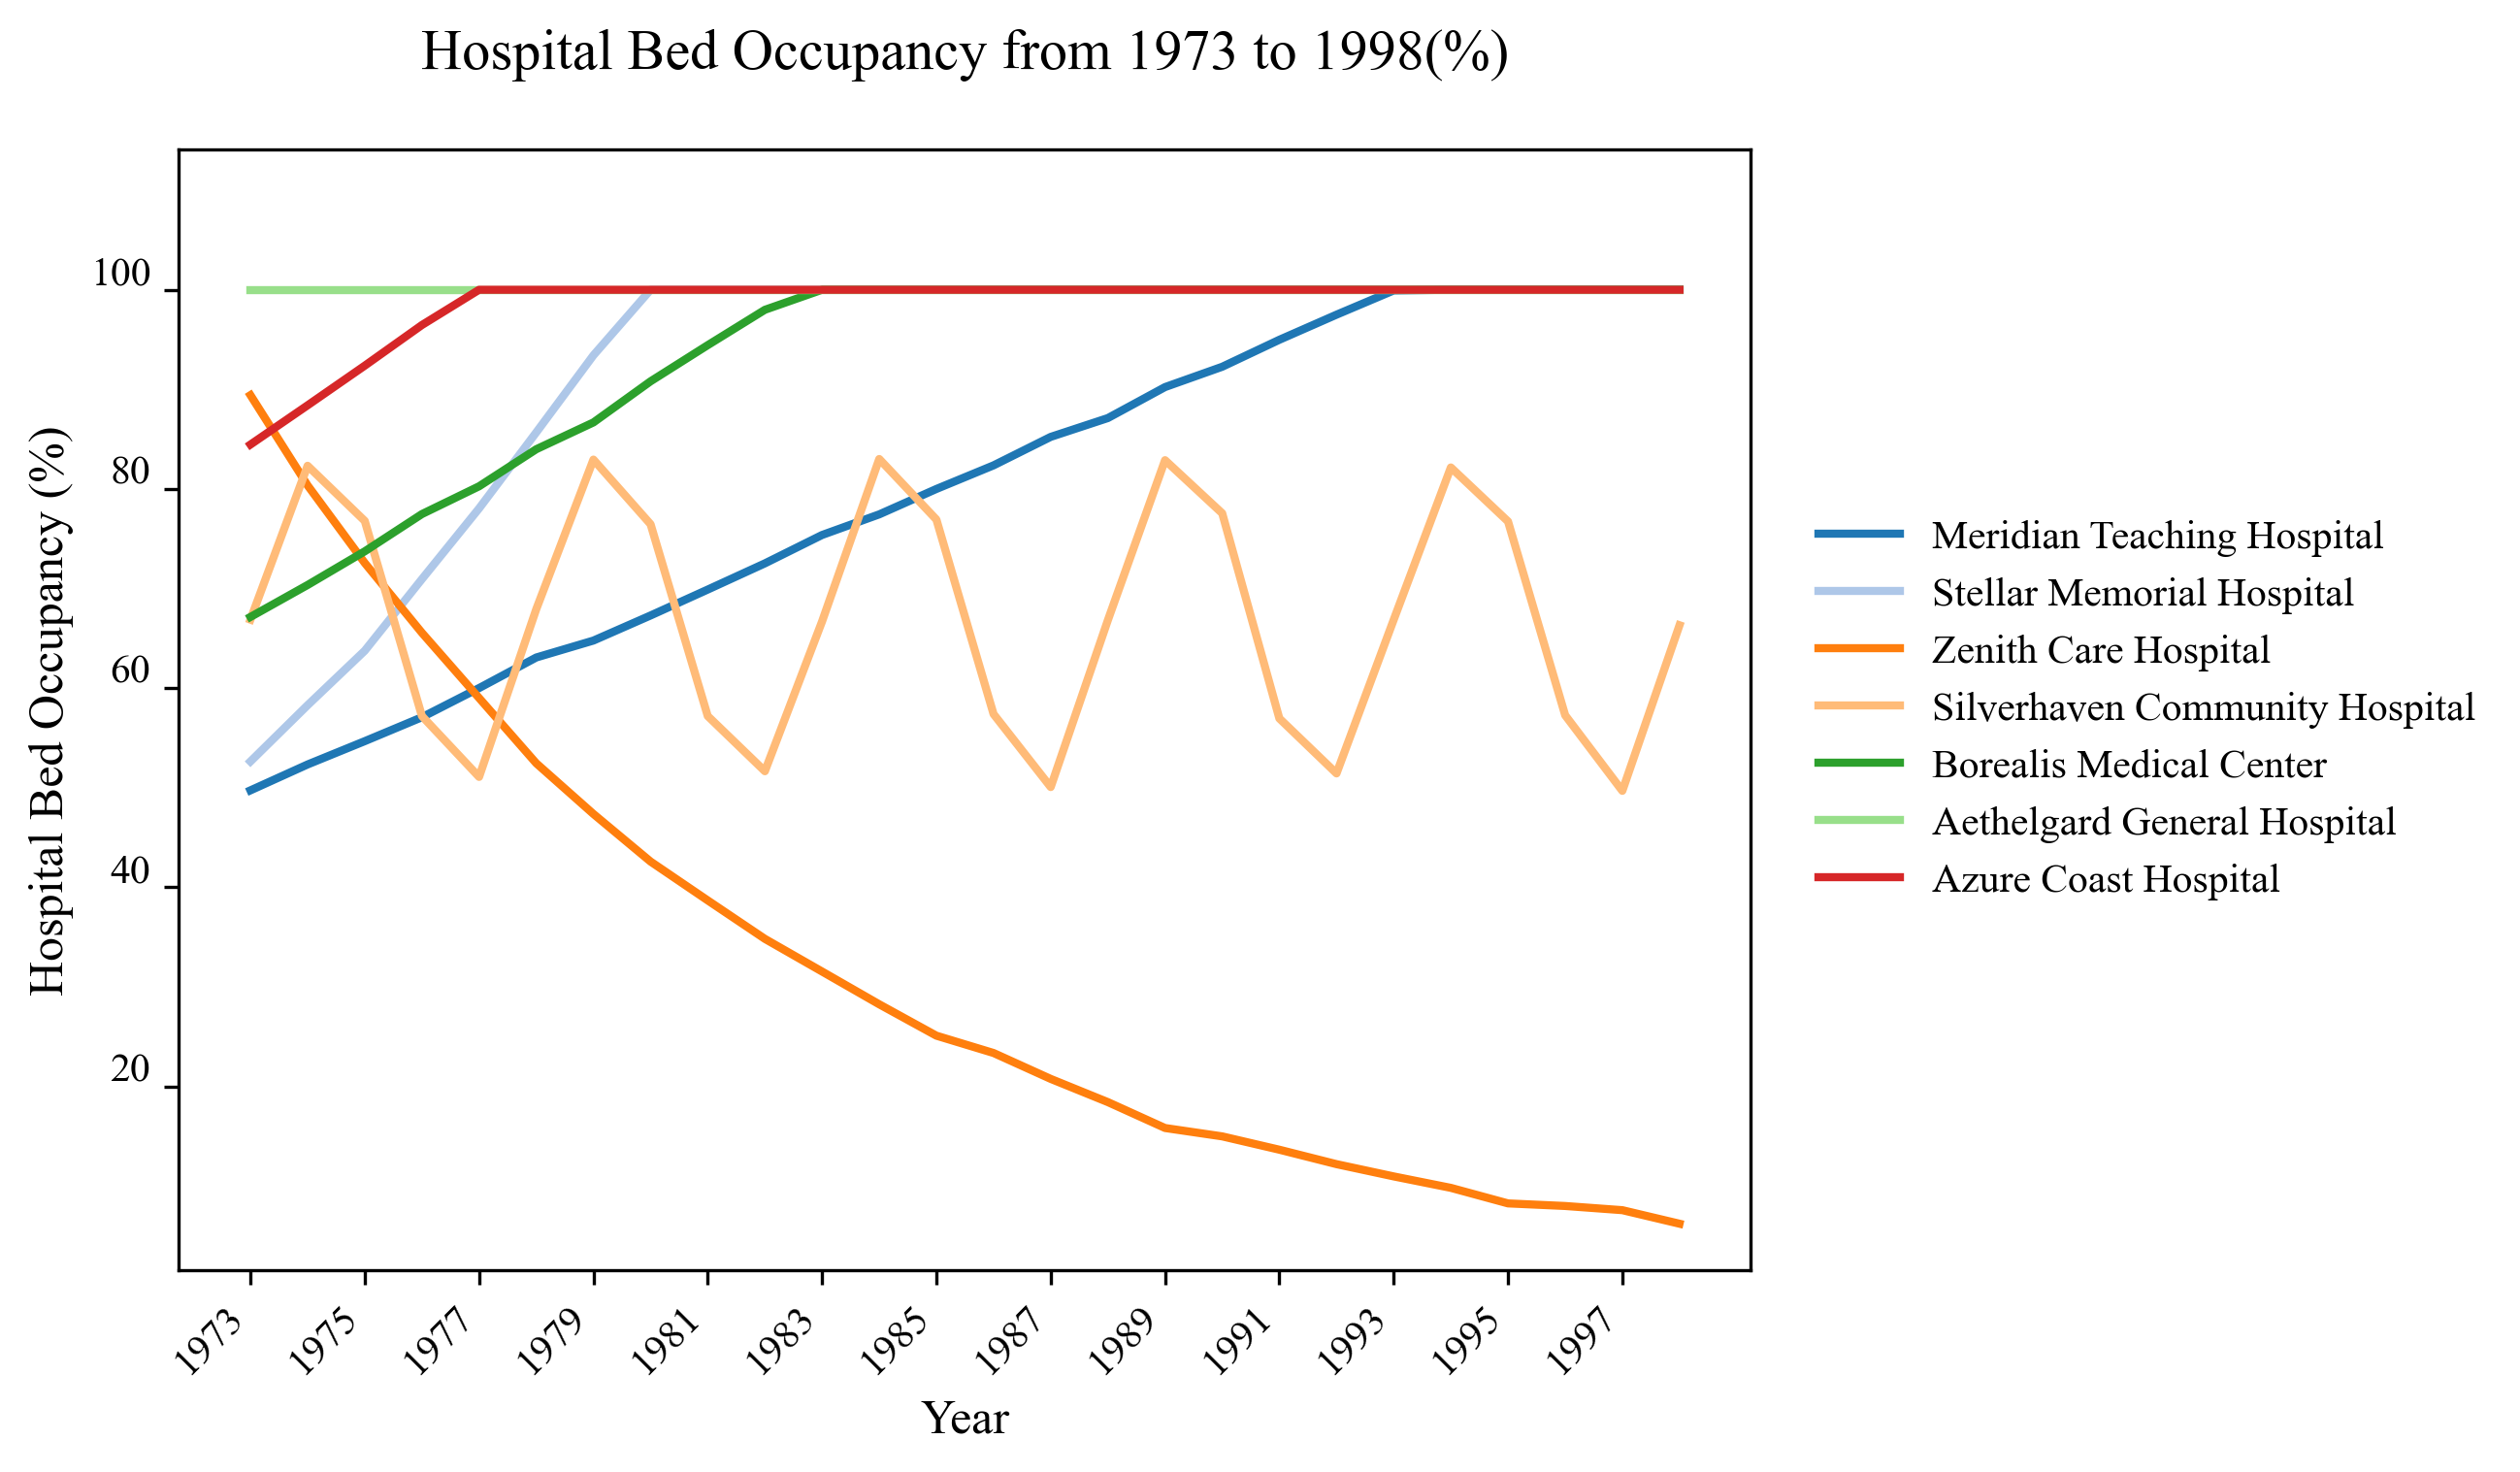 Hospital Bed Occupancy from 1973 to 1998(%)
Hospital Bed Occupancy (%)
100
80
60
40
20
1973
1975
1977
1979
1981
1983
1985
1987
1989
1991
1993
1995
1997
Year
Meridian Teaching Hospital
Stellar Memorial Hospital
Zenith Care Hospital
Silverhaven Community Hospital
Borealis Medical Center
Aethelgard General Hospital
Azure Coast Hospital